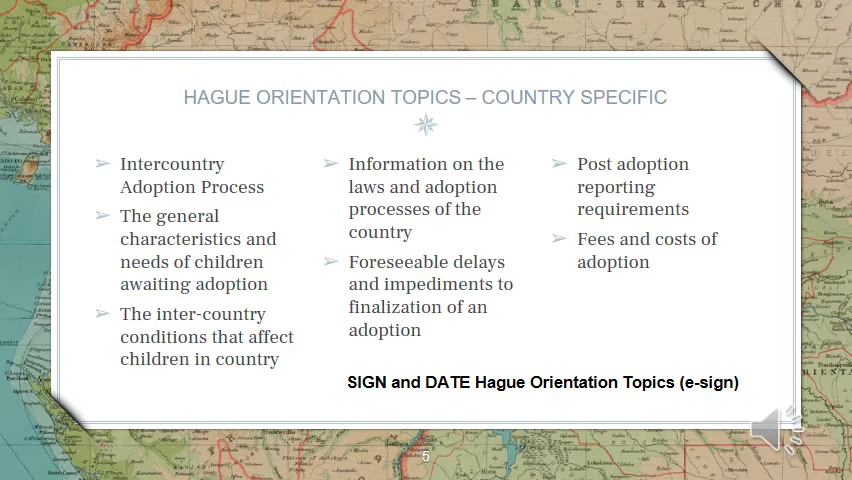 HAGUE ORIENTATION TOPICS – COUNTRY SPECIFIC
➢ Intercountry
Adoption Process
➢ The general
characteristics and
needs of children
awaiting adoption
➢ The inter-country
conditions that affect
children in country
➢ Information on the
laws and adoption
processes of the
country
➢ Foreseeable delays
and impediments to
finalization of an
adoption
➢ Post adoption
reporting
requirements
➢ Fees and costs of
adoption
SIGN and DATE Hague Orientation Topics (e-sign)
5